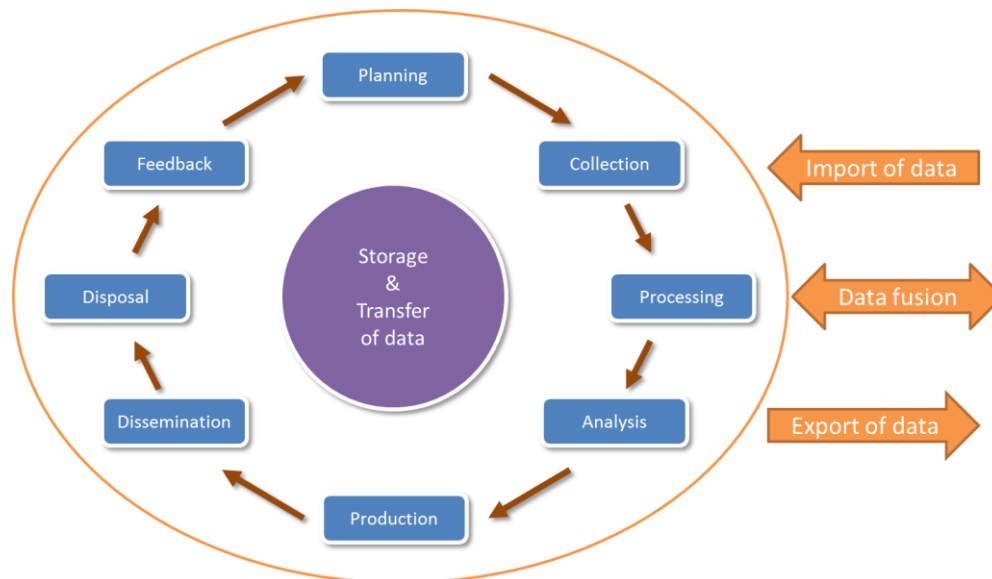 Planning
Feedback
Collection
Import of data
Storage
&
Transfer
of data
Disposal
Processing
Data fusion
Dissemination
Analysis
Export of data
Production